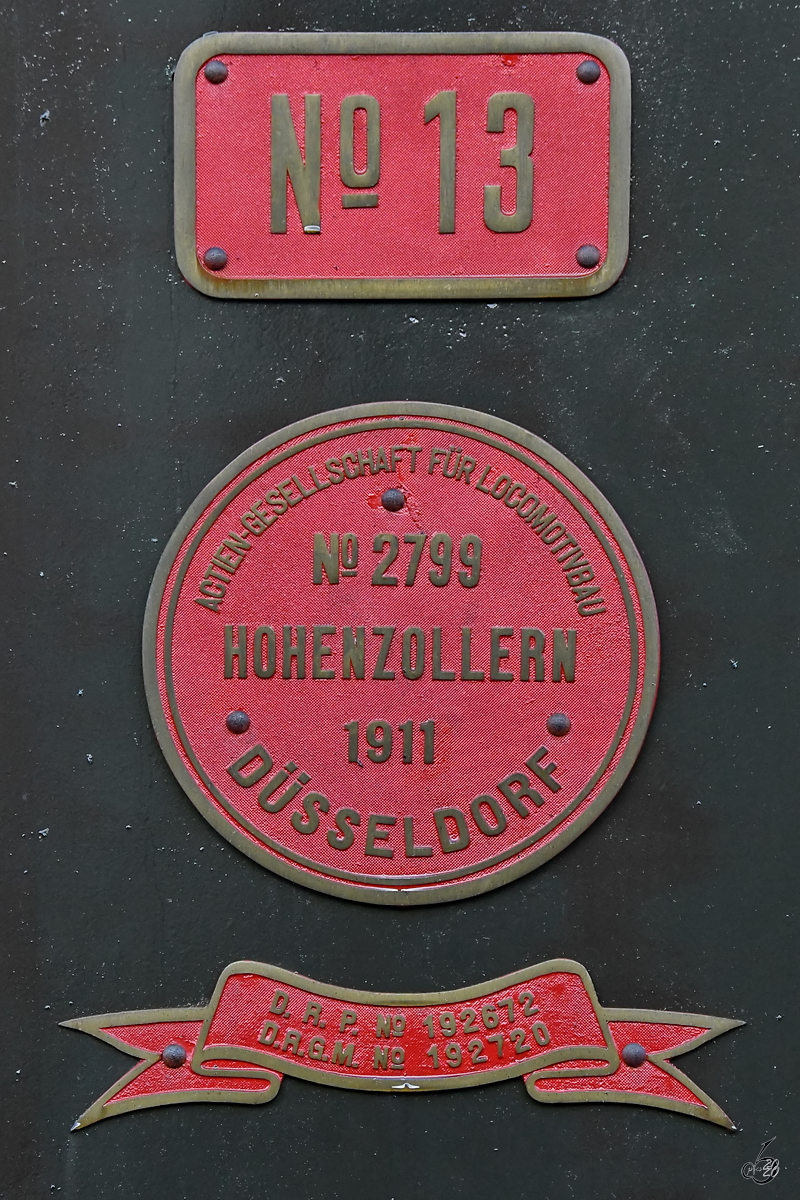 No 13
ACTIEN-GESELLSCHAFT FÜR LOCOMOTIVBAU
No 2799
HOHENZOLLERN
1911
DÜSSELDORF
D. R. P. No 192672
D.R.G.M. No 192720